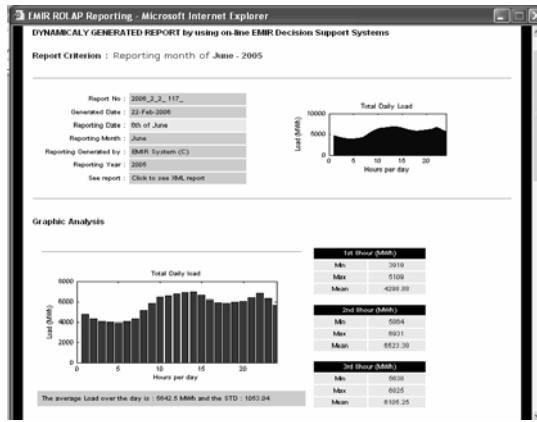 EMIR ROLAP Reporting - Microsoft Internet Explorer
DYNAMICALY GENERATED REPORT by using on-line EMIR Decision Support Systems
Report Criterion : Reporting month of June - 2005
Report No : 2006_2_2_ 117_
Generated Date : 22-Feb-2006
Reporting Date : 6th of June
Reporting Month : June
Reporting Generated by : EMIR System (C)
Reporting Year : 2005
See report : Click to see XML report
Total Daily Load
Load (MWh)
10000
5000
0
0 5 10 15 20
Hours per day
Graphic Analysis
Total Daily load
Load (MWh)
8000
6000
4000
2000
0
0 5 10 15 20
Hours per day
The average Load over the day is : 5642.5 MWh and the STD : 1053.04
1st 8hour (MWh)
Min 3919
Max 5109
Mean
2nd 8hour (MWh)
Min
Max 6931
Mean 6523.38
3rd 8hour (MWh)
Min
Max 6825
Mean 6105.25